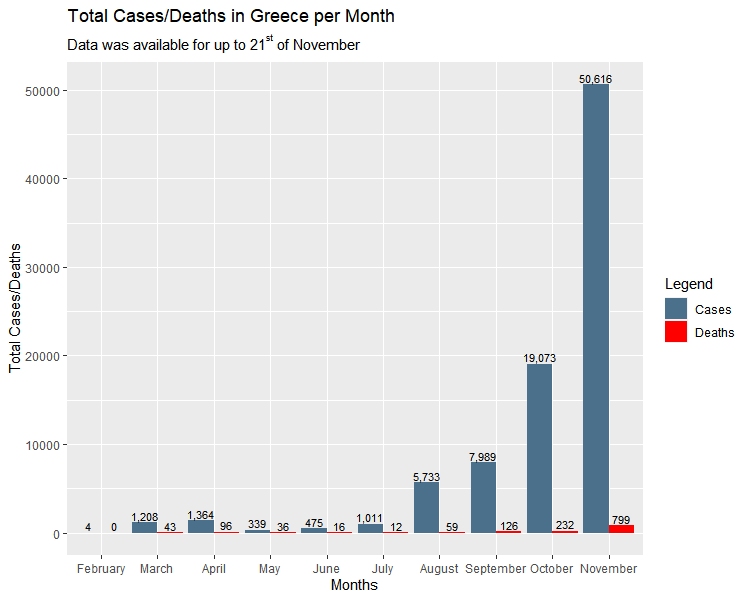 Total Cases/Deaths in Greece per Month
Data was available for up to 21st of November
Total Cases/Deaths
50000
40000
30000
20000
10000
0
4 0
1,208 43
1,364 96
339 36
475 16
1,011 12
5,733 59
7,989 126
19,073 232
50,616 799
February March April May June July August September October November
Months
Legend
Cases
Deaths